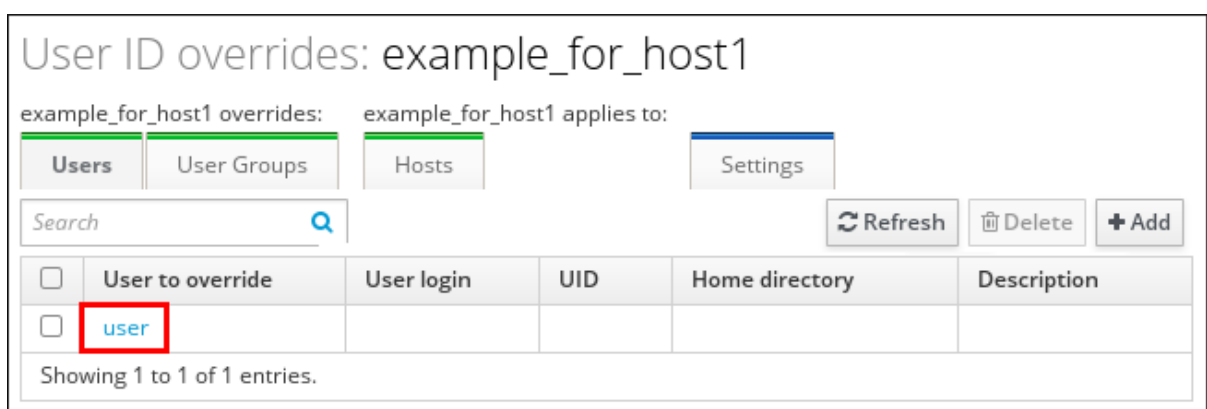 User ID overrides: example_for_host1
example_for_host1 overrides: example_for_host1 applies to:
Users User Groups Hosts Settings
Search Refresh Delete Add
User to override User login UID Home directory Description
user
Showing 1 to 1 of 1 entries.